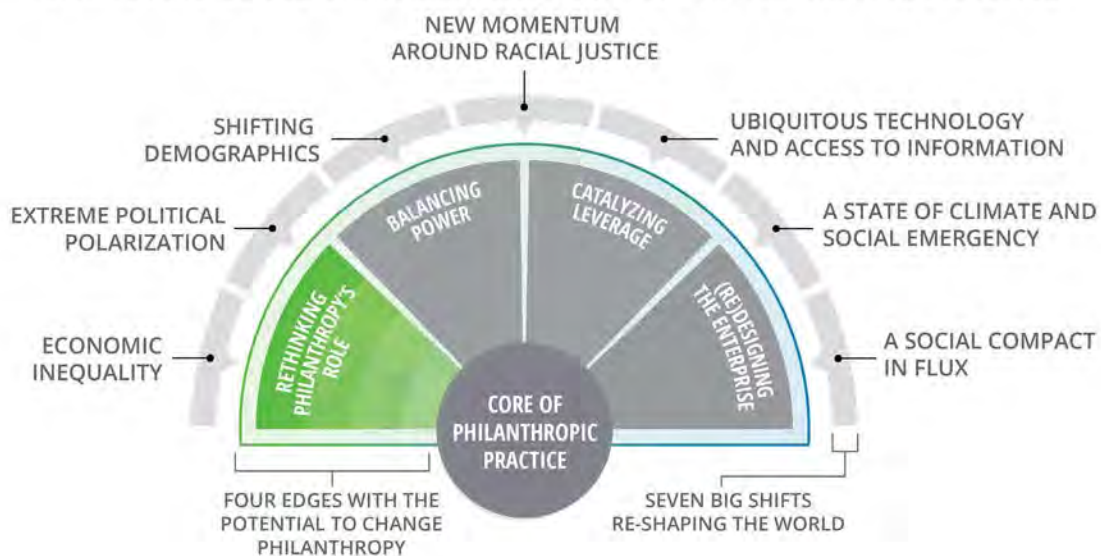 NEW MOMENTUM
AROUND RACIAL JUSTICE
SHIFTING
DEMOGRAPHICS
UBIQUITOUS TECHNOLOGY
AND ACCESS TO INFORMATION
EXTREME POLITICAL
POLARIZATION
A STATE OF CLIMATE AND
SOCIAL EMERGENCY
ECONOMIC
INEQUALITY
A SOCIAL COMPACT
IN FLUX
RETHINKING
PHILANTHROPY'S
ROLE
BALANCING
POWER
CATALYZING
LEVERAGE
(RE)DESIGNING
THE ENTERPRISE
CORE OF
PHILANTHROPIC
PRACTICE
FOUR EDGES WITH THE
POTENTIAL TO CHANGE
PHILANTHROPY
SEVEN BIG SHIFTS
RE-SHAPING THE WORLD